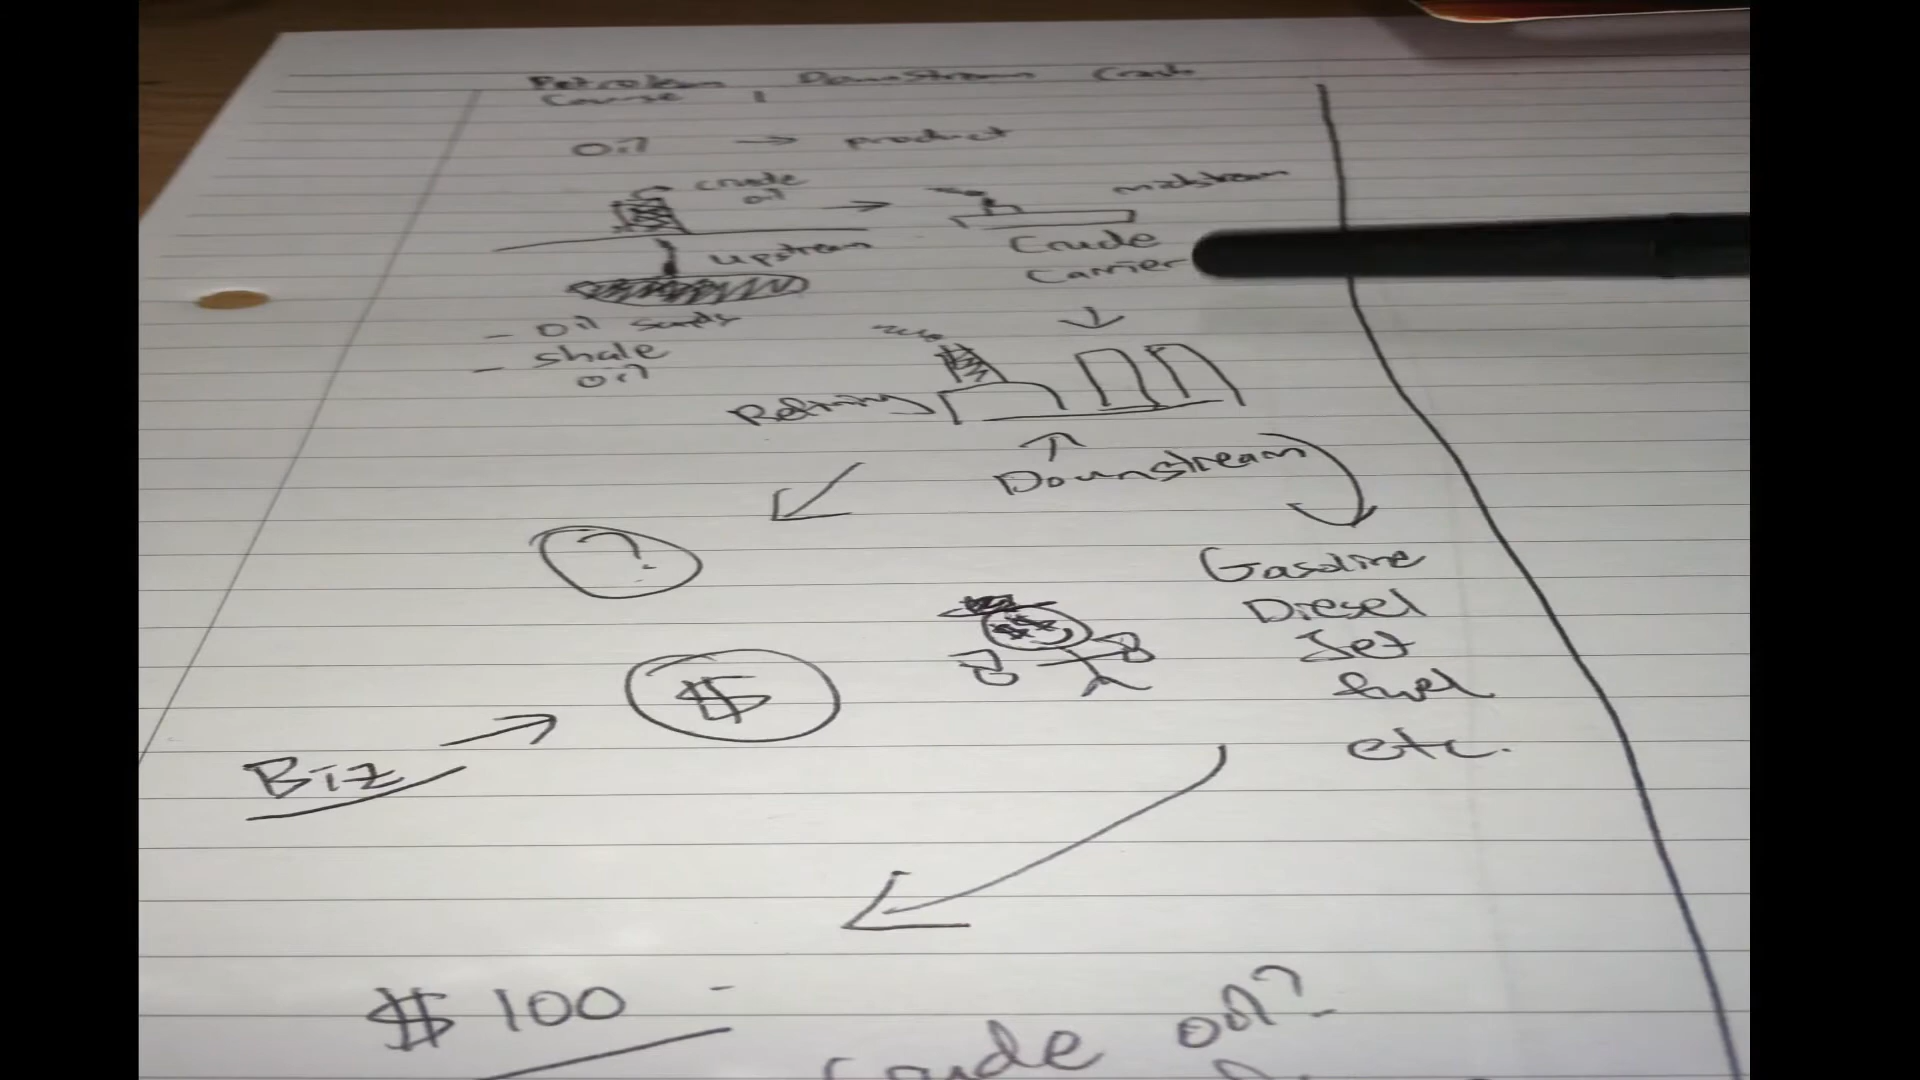 Petroleum Downstream Crash
Course 1
Oil → product
crude
oil
→
midstream
upstream
Crude
Carrier
- Oil sands
- shale
oil
Refining
Downstream
?
Gasoline
Diesel
Jet
fuel
etc.
$
Biz →
$100 -
Crude oil?